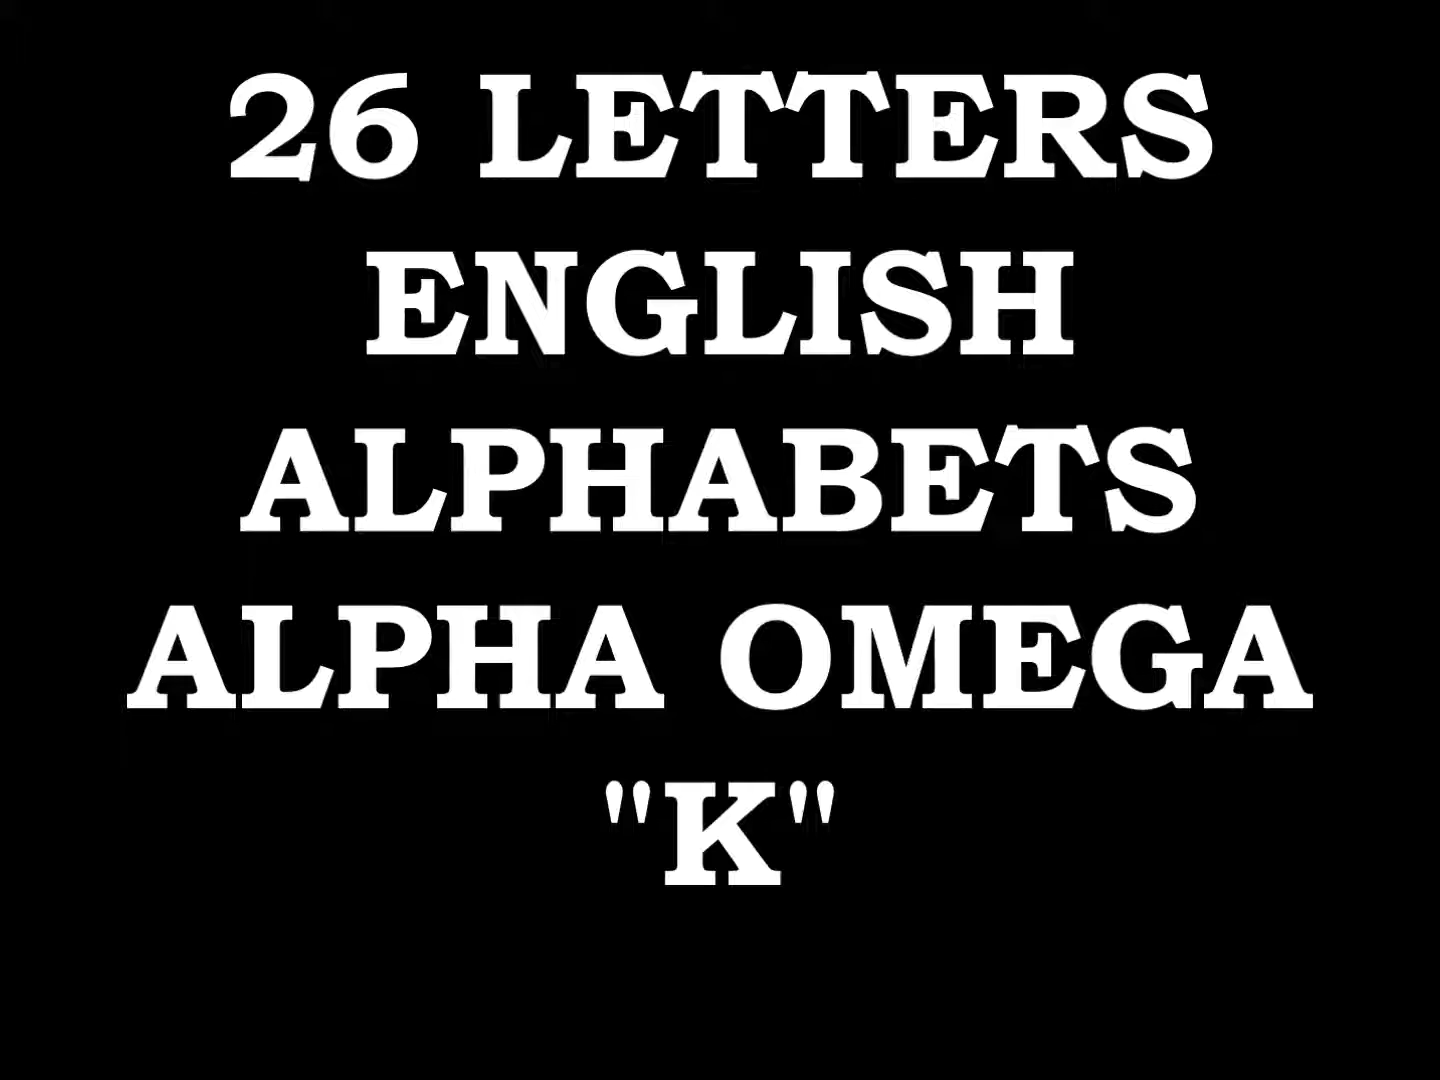 26 LETTERS
ENGLISH
ALPHABETS
ALPHA OMEGA
"K"